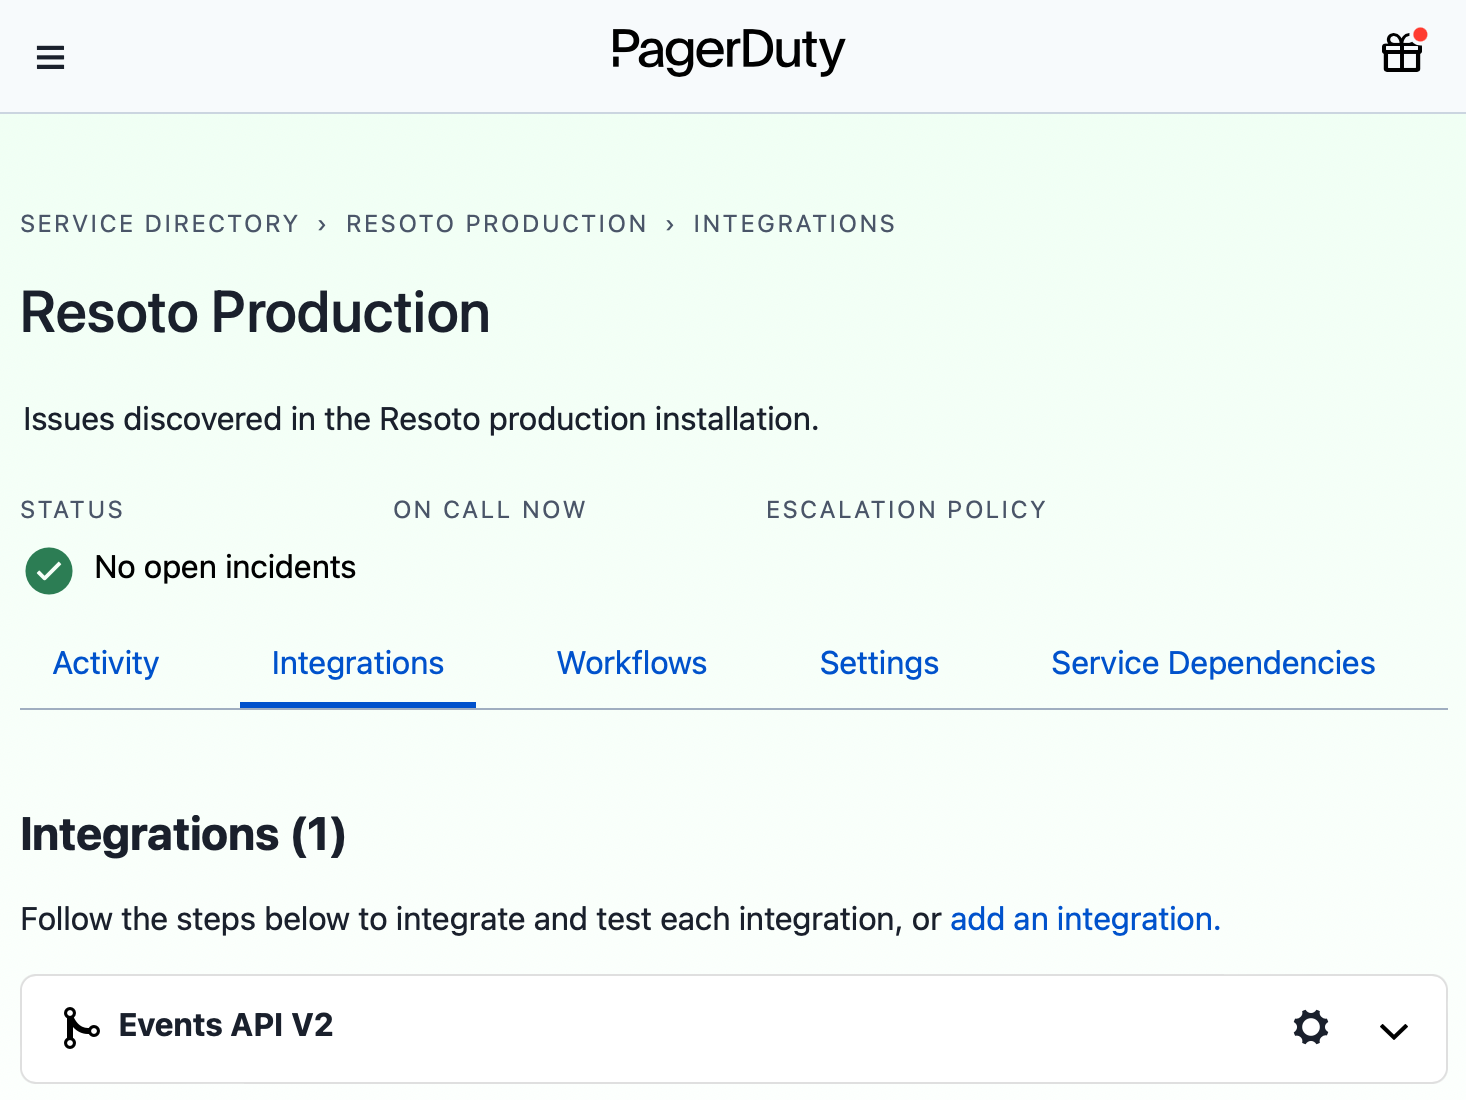 PagerDuty
SERVICE DIRECTORY › RESOTO PRODUCTION › INTEGRATIONS
Resoto Production
Issues discovered in the Resoto production installation.
STATUS ON CALL NOW ESCALATION POLICY
No open incidents
Activity Integrations Workflows Settings Service Dependencies
Integrations (1)
Follow the steps below to integrate and test each integration, or add an integration.
Events API V2